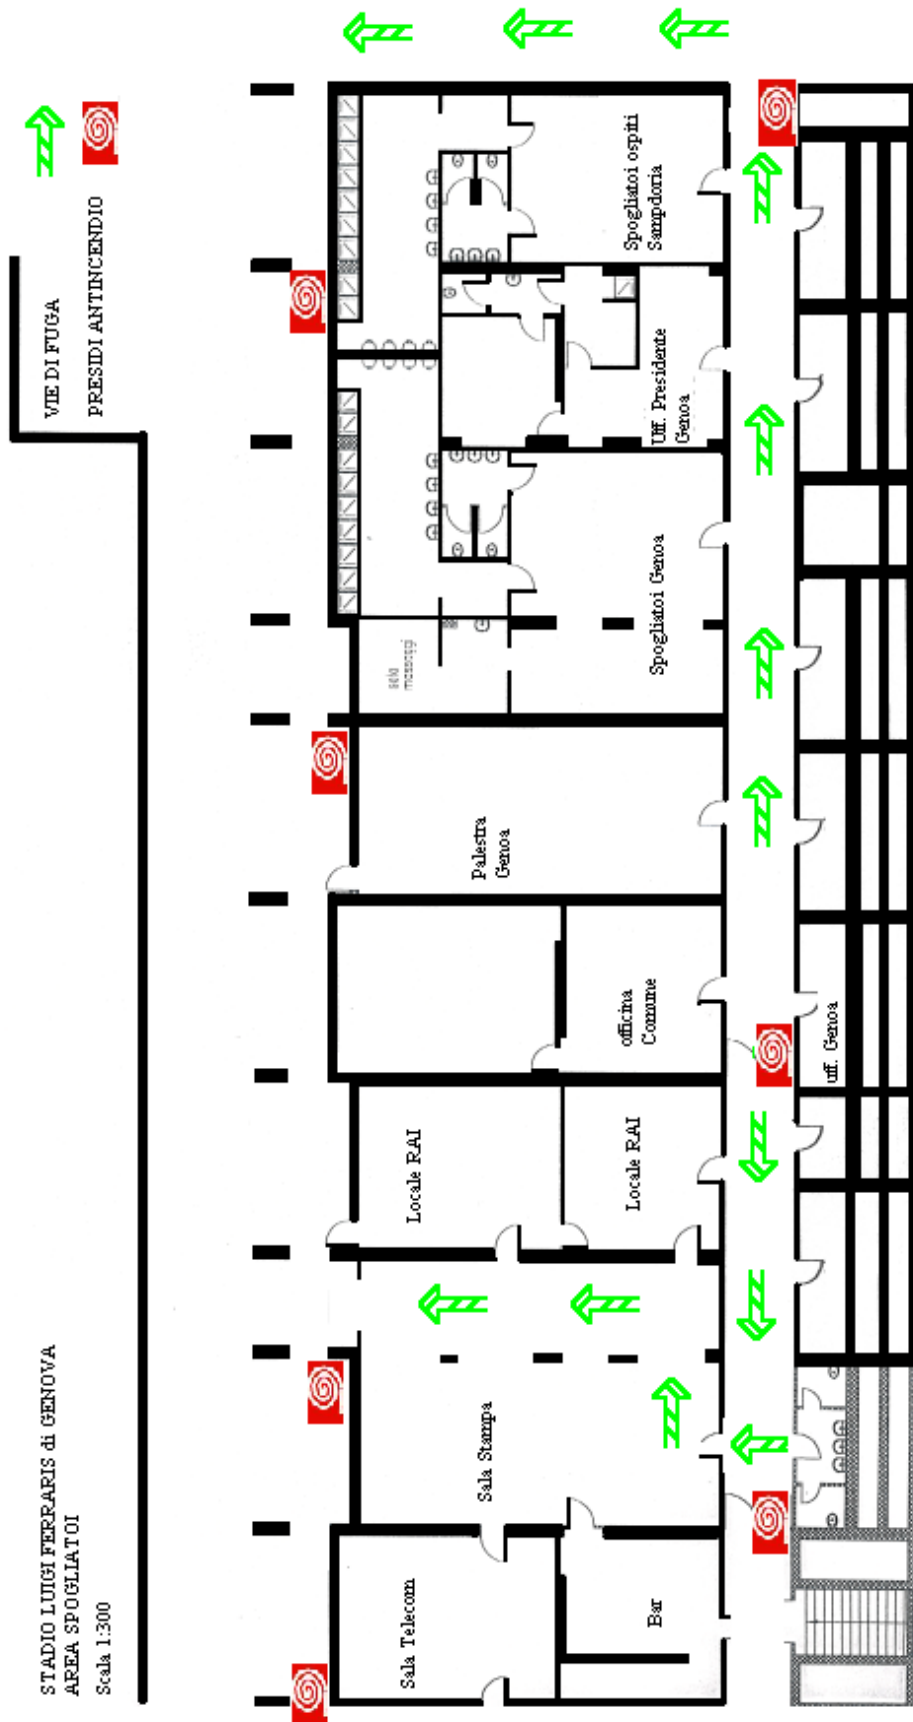 STADIO LUIGI FERRARIS di GENOVA
AREA SPOGLIATOI
Scala 1:300
VIE DI FUGA
PRESIDI ANTINCENDIO
Sala Telecom
Bar
Sala Stampa
Locale RAI
Locale RAI
officina
Comune
uff. Genoa
Palestra
Genoa
sala
massaggi
Spogliatoi Genoa
Uff. Presidente
Genoa
Spogliatoi ospiti
Sampdoria